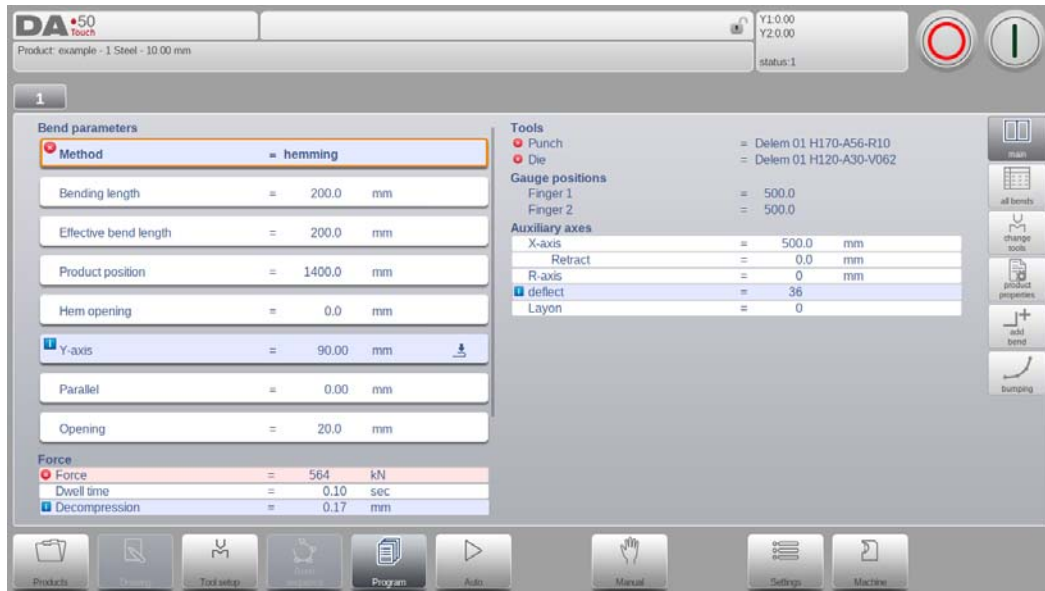 DA 50
Touch
Product: example - 1 Steel - 10.00 mm
Y1:0.00
Y2:0.00
status:1
1
Bend parameters
Method = hemming
Bending length = 200.0 mm
Effective bend length = 200.0 mm
Product position = 1400.0 mm
Hem opening = 0.0 mm
Y-axis = 90.00 mm
Parallel = 0.00 mm
Opening = 20.0 mm
Force
Force = 564 kN
Dwell time = 0.10 sec
Decompression = 0.17 mm
Tools
Punch = Delem 01 H170-A56-R10
Die = Delem 01 H120-A30-V062
Gauge positions
Finger 1 = 500.0
Finger 2 = 500.0
Auxiliary axes
X-axis = 500.0 mm
Retract = 0.0 mm
R-axis = 0 mm
deflect = 36
Layon = 0
main
all bends
change
tools
product
properties
add
bend
bumping
Products
Drawing
Tool setup
Bend
sequence
Program
Auto
Manual
Settings
Machine